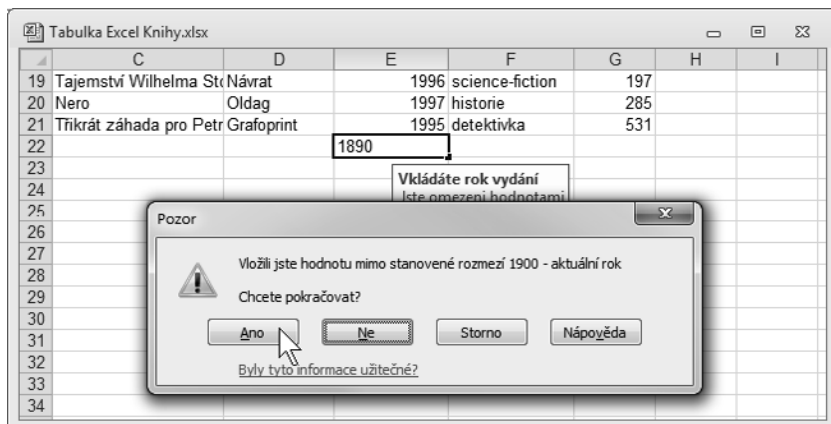 Tabulka Excel Knihy.xlsx
C D E F G H I
19 Tajemství Wilhelma Sto Návrat 1996 science-fiction 197
20 Nero Oldag 1997 historie 285
21 Třikrát záhada pro Petr Grafoprint 1995 detektivka 531
22 1890
23
Vkládáte rok vydání
24
Jste omezeni hodnotami
25
Pozor
26
27
Vložili jste hodnotu mimo stanovené rozmezí 1900 - aktuální rok
28
29
Chcete pokračovat?
30
Ano Ne Storno Nápověda
31
32
Byly tyto informace užitečné?
33
34